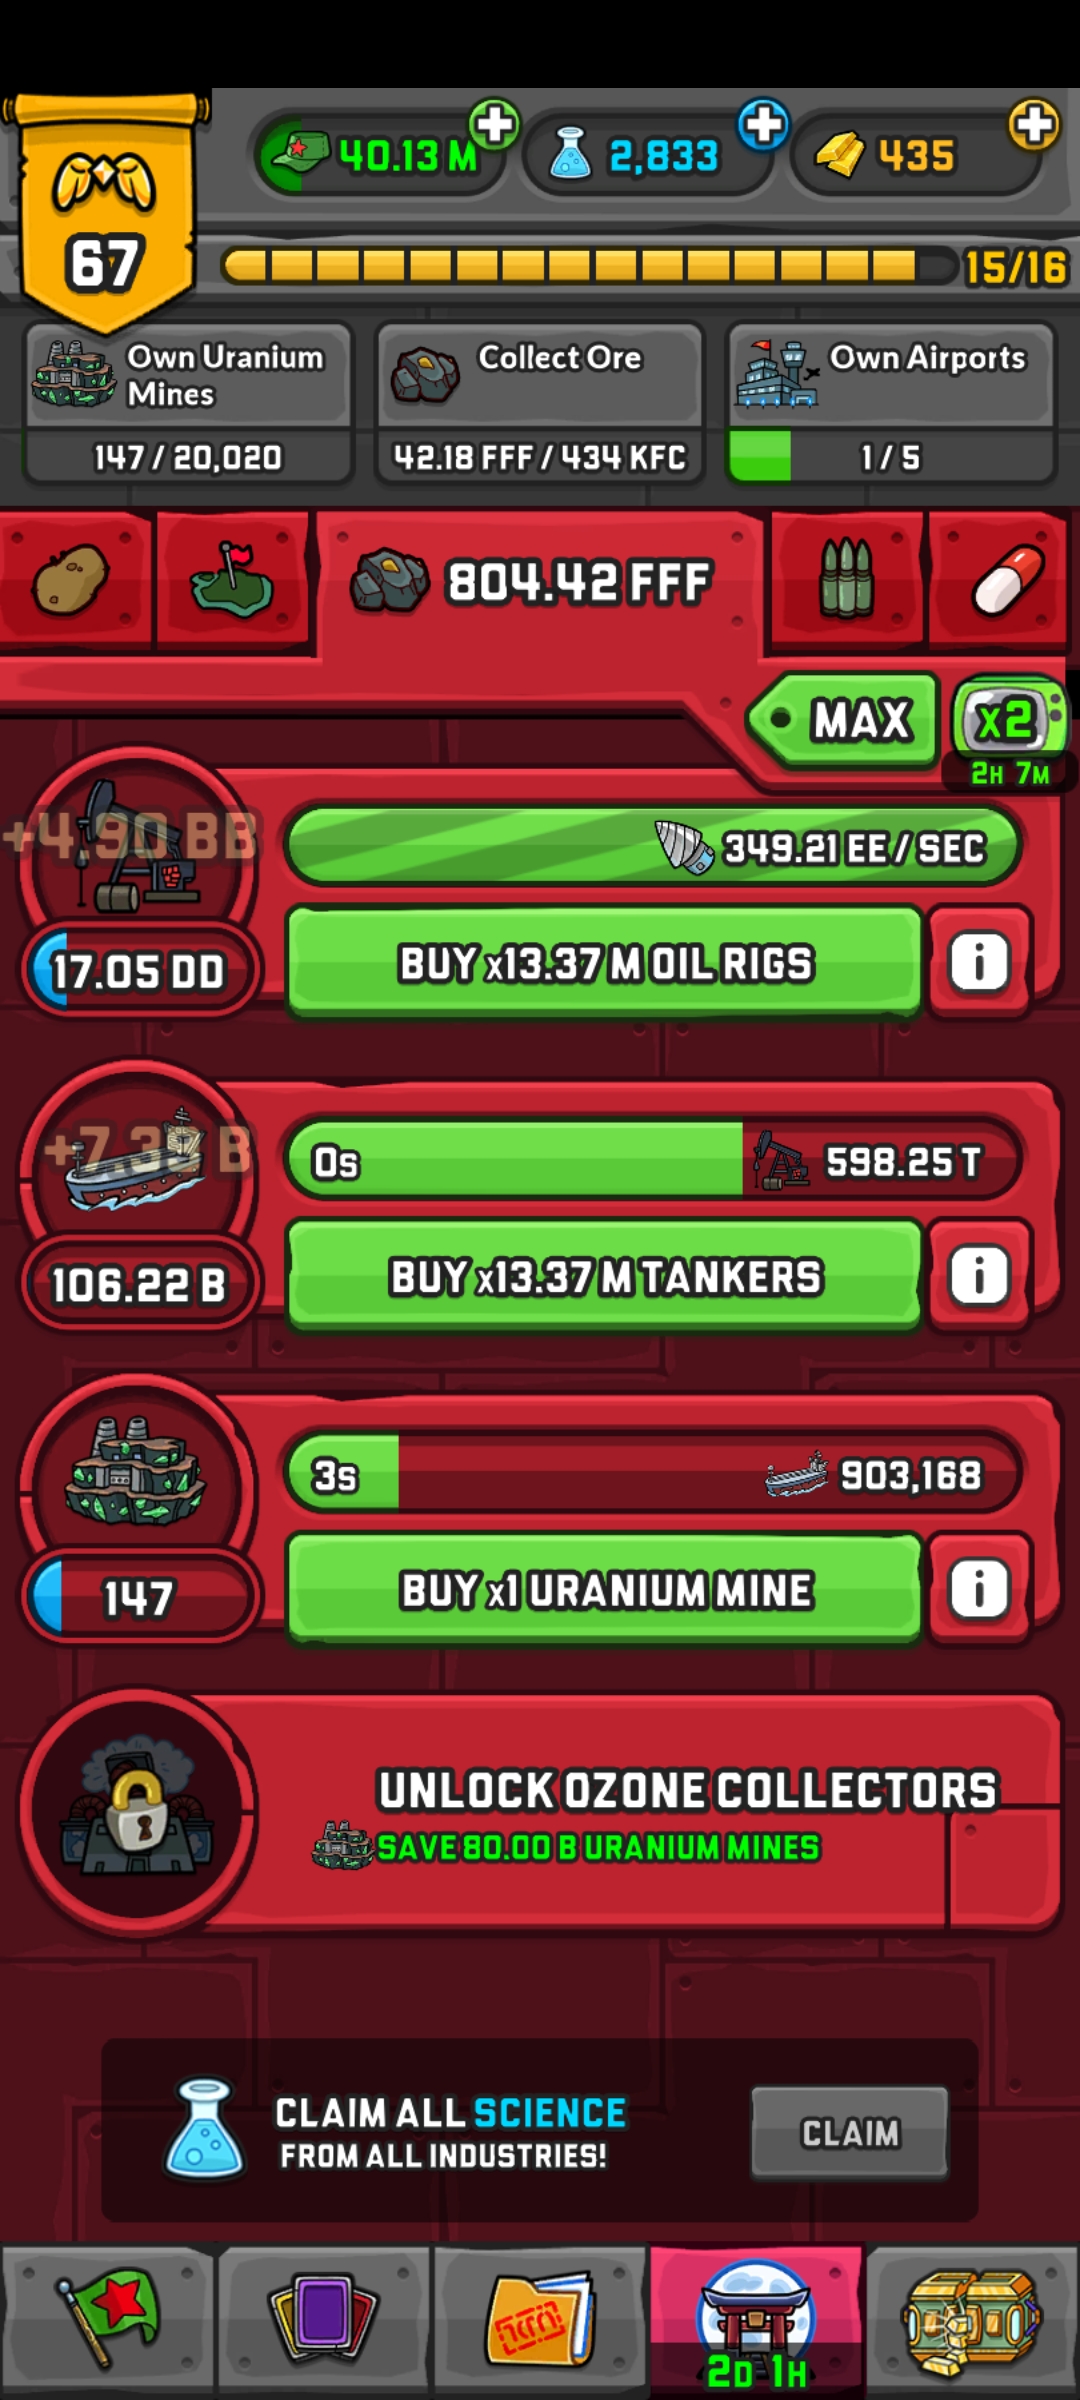 40.13 M
2,833
435
67
15/16
Own Uranium
Mines
147 / 20,020
Collect Ore
42.18 FFF / 434 KFC
Own Airports
1 / 5
804.42 FFF
MAX
x2
2H 7M
+4.90 BB
349.21 EE / SEC
17.05 DD
BUY x13.37 M OIL RIGS
i
0s
598.25 T
106.22 B
BUY x13.37 M TANKERS
i
3s
903,168
147
BUY x1 URANIUM MINE
i
UNLOCK OZONE COLLECTORS
SAVE 80.00 B URANIUM MINES
CLAIM ALL SCIENCE
FROM ALL INDUSTRIES!
CLAIM
2D 1H